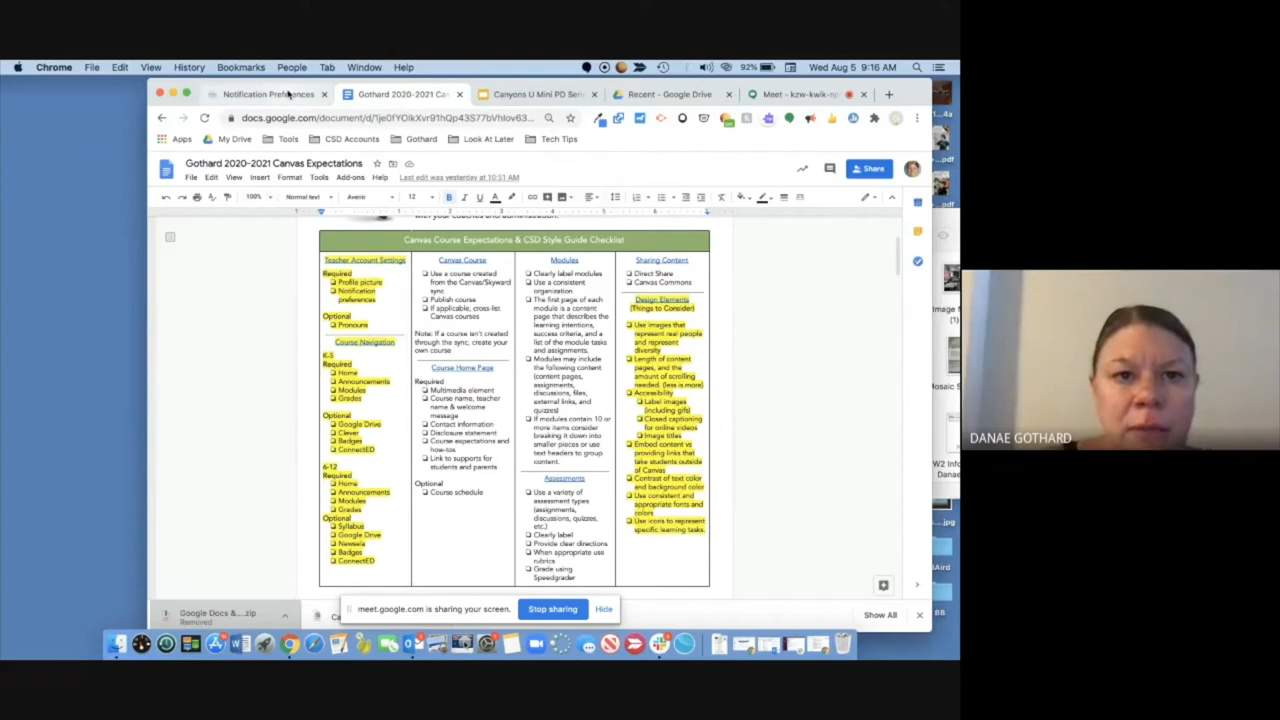 Chrome File Edit View History Bookmarks People Tab Window Help 92% Wed Aug 5 9:16 AM
Notification Preferences Gothard 2020-2021 Can Canyons U Mini PD Seri Recent - Google Drive Meet - kzw-kwik-n
docs.google.com/document/d/1je0fYOikXvr91hQp43S77bVhIov63...
Apps My Drive Tools CSD Accounts Gothard Look At Later Tech Tips
Gothard 2020-2021 Canvas Expectations
Share
File Edit View Insert Format Tools Add-ons Help Last edit was yesterday at 10:51 AM
100% Normal text Avenir 12
with your coaches and administration.
Canvas Course Expectations & CSD Style Guide Checklist
Teacher Account Settings
Required
Profile picture
Notification
preferences
Optional
Pronouns
Course Navigation
K-5
Required
Home
Announcements
Modules
Grades
Optional
Google Drive
Clever
Badges
ConnectED
6-12
Required
Home
Announcements
Modules
Grades
Optional
Syllabus
Google Drive
Newsela
Badges
ConnectED
Canvas Course
Use a course created
from the Canvas/Skyward
sync
Publish course
If applicable, cross-list
Canvas courses
Note: If a course isn't created
through the sync, create your
own course
Course Home Page
Required
Multimedia element
Course name, teacher
name & welcome
message
Contact information
Disclosure statement
Course expectations and
how-tos
Link to supports for
students and parents
Optional
Course schedule
Modules
Clearly label modules
Use a consistent
organization
The first page of each
module is a content
page that describes the
learning intentions,
success criteria, and a
list of the module tasks
and assignments.
Modules may include
the following content
(content pages,
assignments,
discussions, files,
external links, and
quizzes)
If modules contain 10 or
more items consider
breaking it down into
smaller pieces or use
text headers to group
content.
Assessments
Use a variety of
assessment types
(assignments,
discussions, quizzes,
etc.)
Clearly label
Provide clear directions
When appropriate use
rubrics
Grade using
Speedgrader
Sharing Content
Direct Share
Canvas Commons
Design Elements
(Things to Consider)
Use images that
represent real people
and represent
diversity
Length of content
pages, and the
amount of scrolling
needed. (less is more)
Accessibility
Label images
(including gifs)
Closed captioning
for online videos
Image titles
Embed content vs
providing links that
take students outside
of Canvas
Contrast of text color
and background color
Use consistent and
appropriate fonts and
colors
Use icons to represent
specific learning tasks.
Google Docs &....zip
Removed
meet.google.com is sharing your screen. Stop sharing Hide
Show All
DANAE GOTHARD